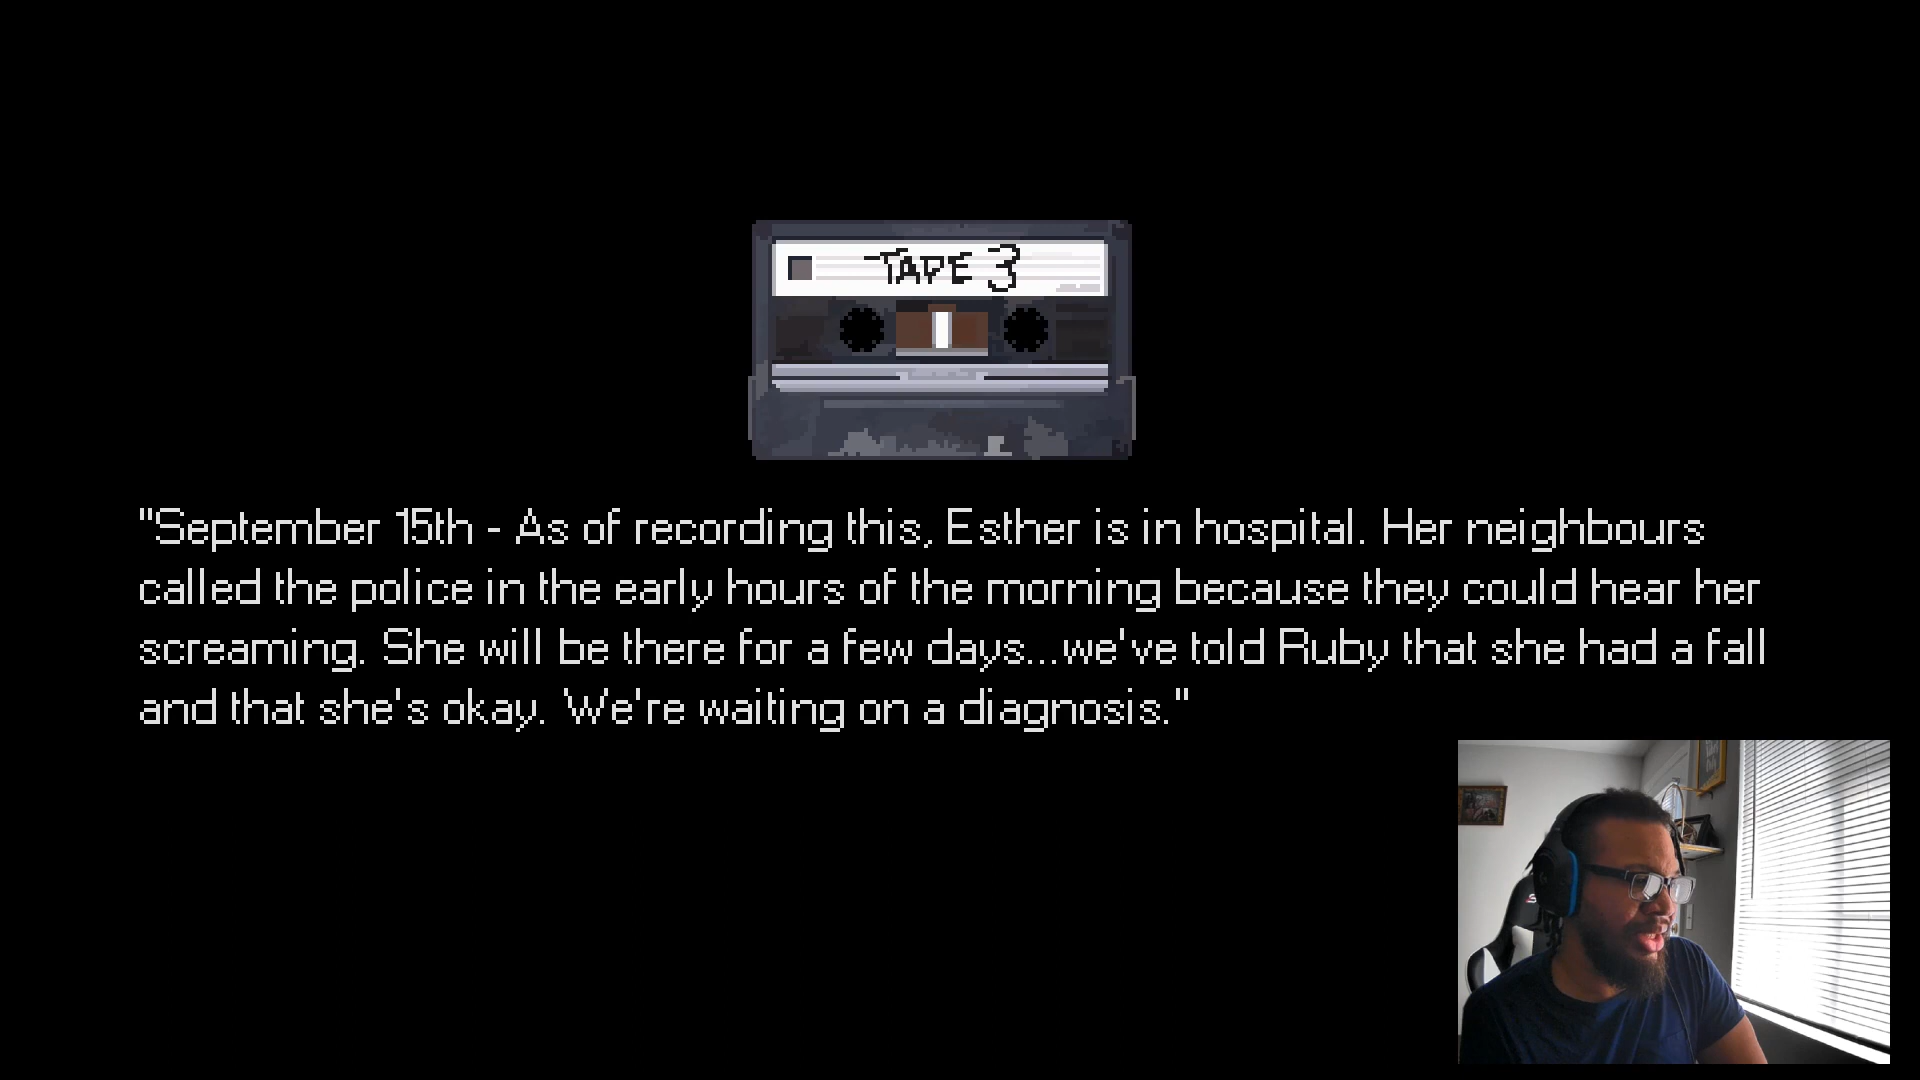 TAPE 3
"September 15th - As of recording this, Esther is in hospital. Her neighbours
called the police in the early hours of the morning because they could hear her
screaming. She will be there for a few days...we've told Ruby that she had a fall
and that she's okay. We're waiting on a diagnosis."